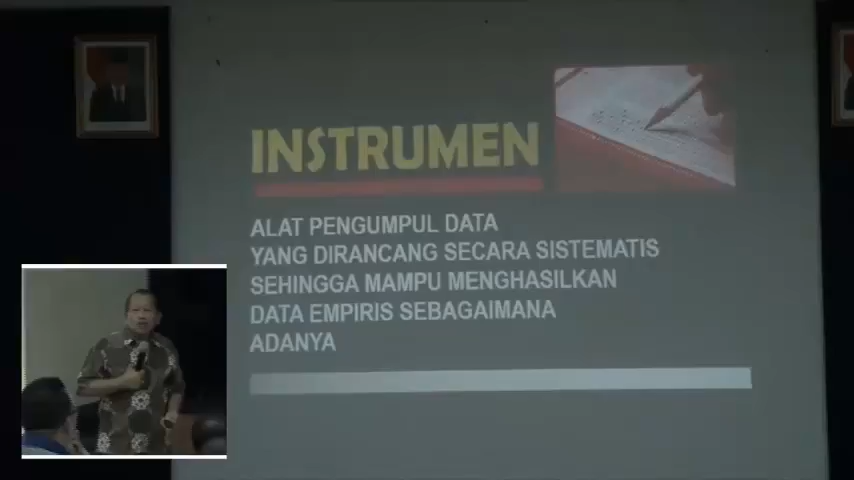 INSTRUMEN
ALAT PENGUMPUL DATA
YANG DIRANCANG SECARA SISTEMATIS
SEHINGGA MAMPU MENGHASILKAN
DATA EMPIRIS SEBAGAIMANA
ADANYA